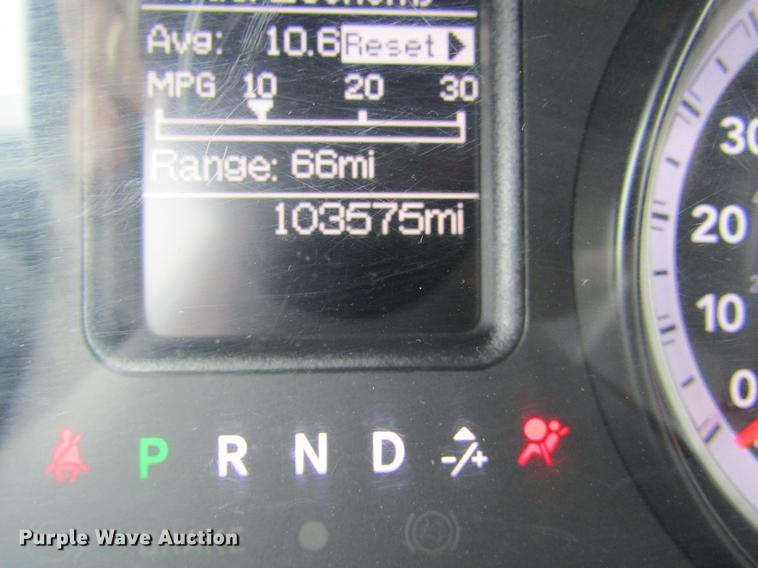 Avg: 10.6 Reset
MPG 10 20 30
Range: 66mi
103575mi
30
20
10
0
P R N D -/+
Purple Wave Auction